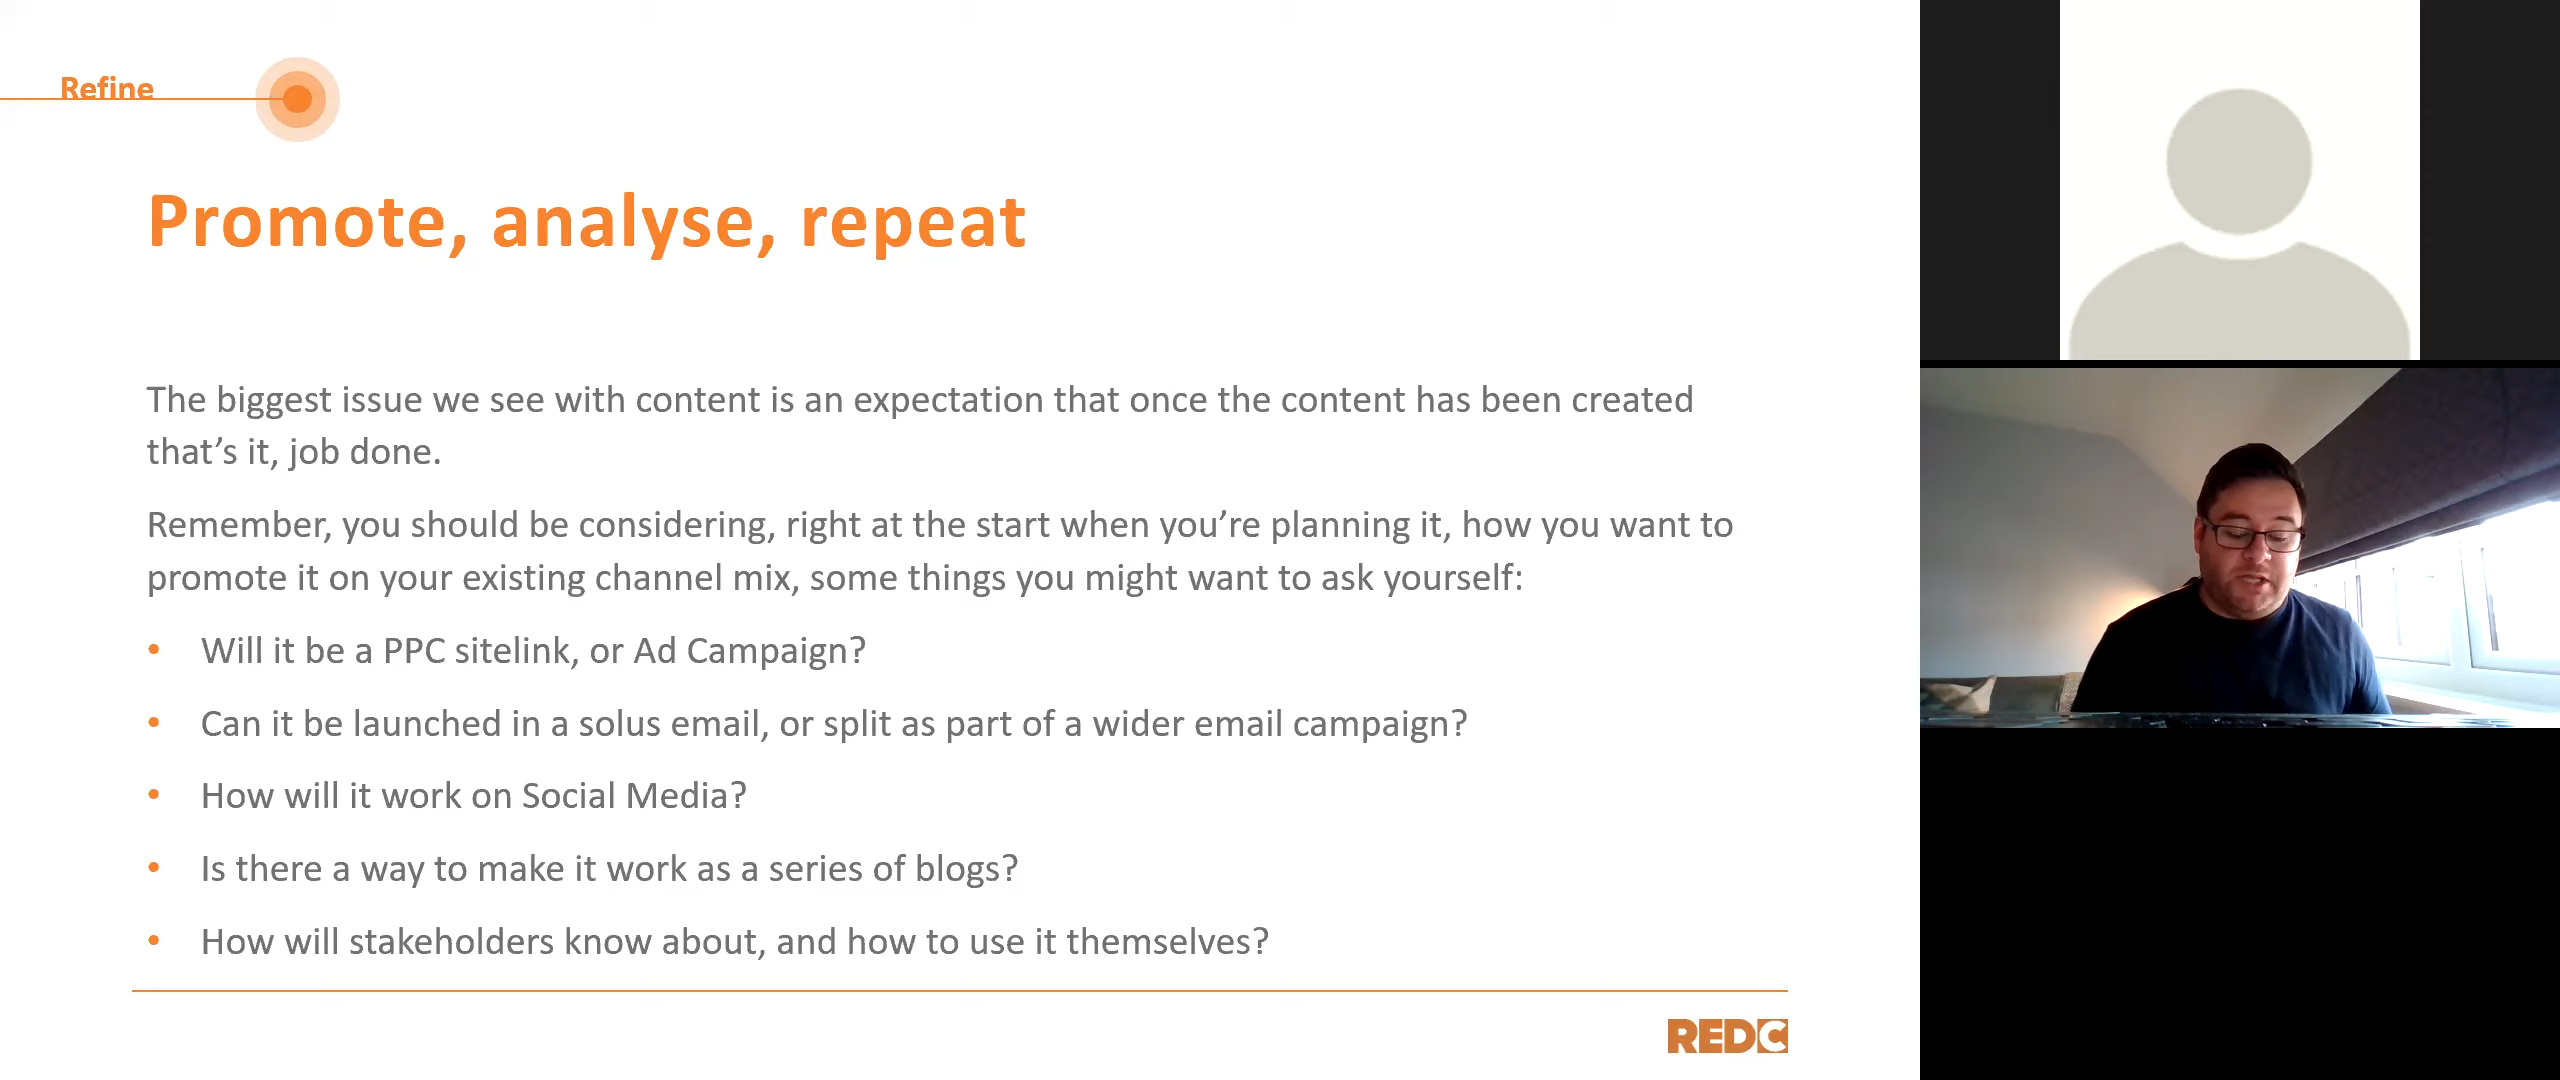 Refine
Promote, analyse, repeat
The biggest issue we see with content is an expectation that once the content has been created
that’s it, job done.
Remember, you should be considering, right at the start when you’re planning it, how you want to
promote it on your existing channel mix, some things you might want to ask yourself:
• Will it be a PPC sitelink, or Ad Campaign?
• Can it be launched in a solus email, or split as part of a wider email campaign?
• How will it work on Social Media?
• Is there a way to make it work as a series of blogs?
• How will stakeholders know about, and how to use it themselves?
REDC